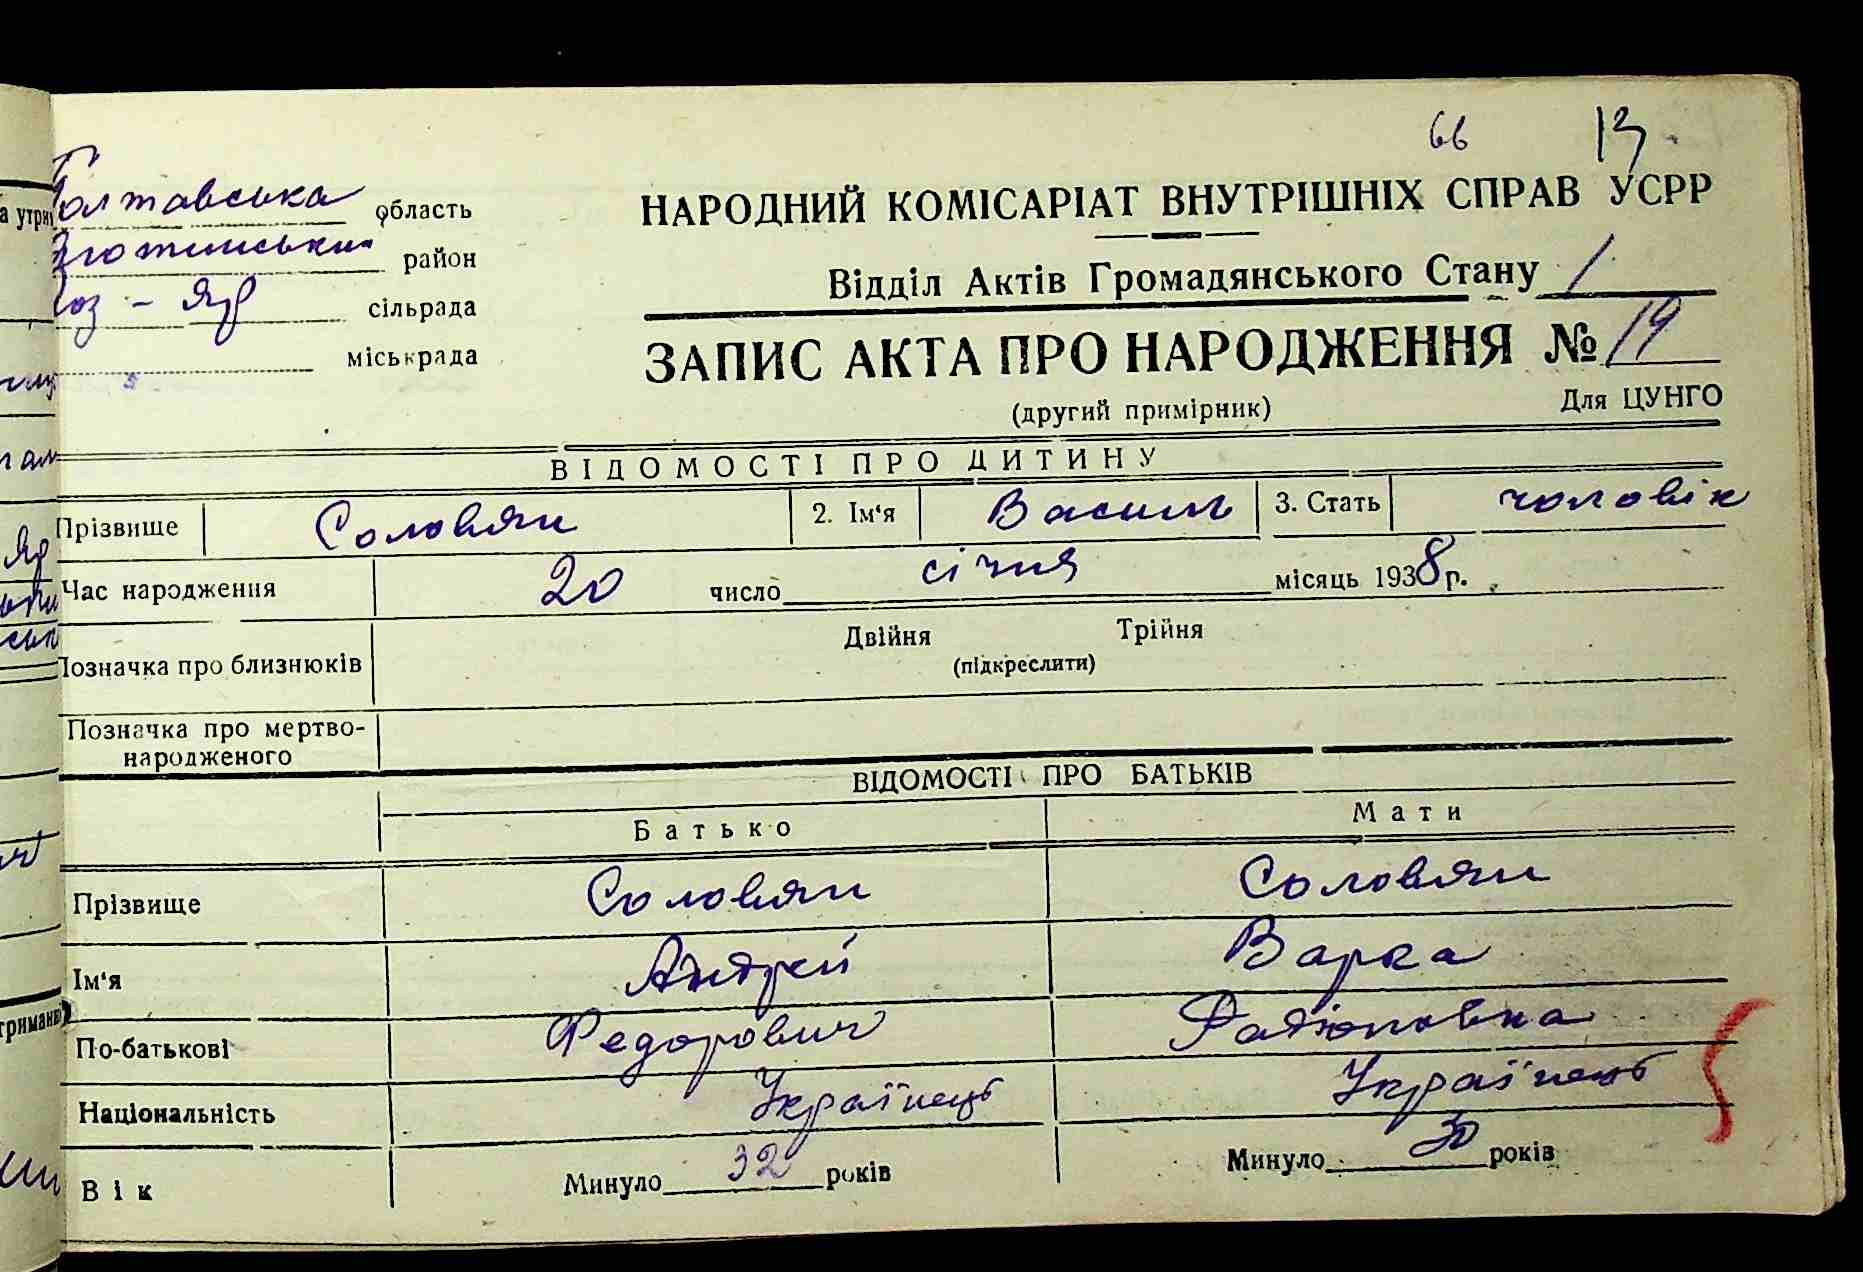 66 13
Полтавська область
район
Яр сільрада
міськрада
НАРОДНИЙ КОМІСАРІАТ ВНУТРІШНІХ СПРАВ УСРР
Відділ Актів Громадянського Стану
ЗАПИС АКТА ПРО НАРОДЖЕННЯ № 19
(другий примірник) Для ЦУНГО
ВІДОМОСТІ ПРО ДИТИНУ
Прізвище Соловян 2. Ім'я Василь 3. Стать чоловік
Час народження 20 число січня місяць 1938 р.
Двійня Трійня
Позначка про близнюків (підкреслити)
Позначка про мертво-
народженого
ВІДОМОСТІ ПРО БАТЬКІВ
Батько Мати
Прізвище Соловян Соловян
Ім'я Андрей Варка
По-батькові Федорович
Національність Українець Українець
Вік Минуло 32 років Минуло 30 років